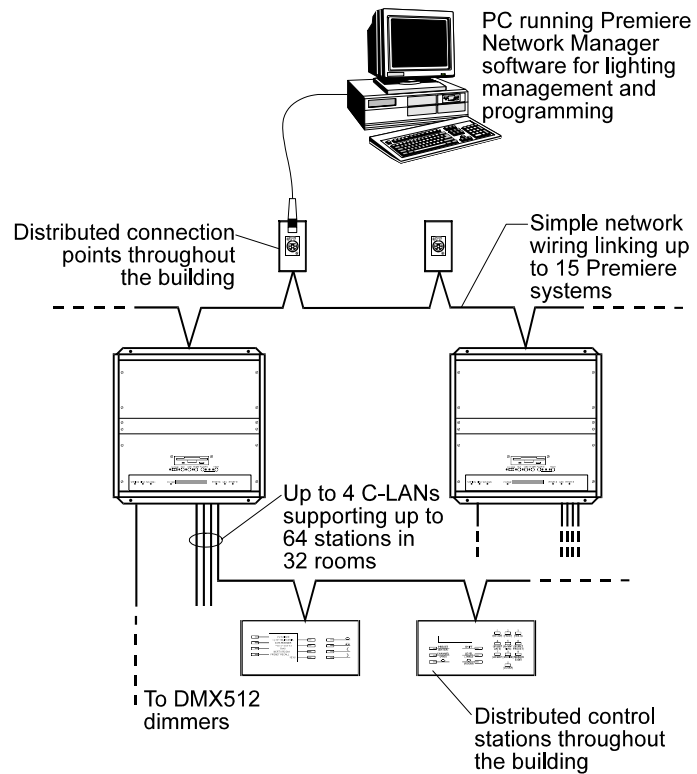 PC running Premiere
Network Manager
software for lighting
management and
programming
Distributed connection
points throughout
the building
Simple network
wiring linking up
to 15 Premiere
systems
Up to 4 C-LANs
supporting up to
64 stations in
32 rooms
To DMX512
dimmers
Distributed control
stations throughout
the building